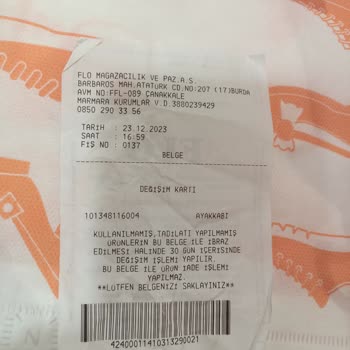 FLO MAGAZACILIK VE PAZ.A.S.
BARBAROS MAH.ATATÜRK CD.NO:207 (17)BURDA
AVM NO:FFL-089 ÇANAKKALE
MARMARA KURUMLAR V.D.3880239429
0850 290 33 56
TARİH : 23.12.2023
SAAT : 16:59
FİŞ NO : 0137
BELGE
DEĞİŞİM KARTI
101348116004 AYAKKABI
KULLANILMAMIŞ,TADİLATI YAPILMAMIŞ
ÜRÜNLERİN BU BELGE İLE İBRAZ
EDİLMESİ HALİNDE 30 GÜN İÇERİSİNDE
DEĞİŞİM İŞLEMİ YAPILIR.
BU BELGE İLE ÜRÜN İADE İŞLEMİ
YAPILMAZ.
**LÜTFEN BELGENİZİ SAKLAYINIZ**
42400011410313290021